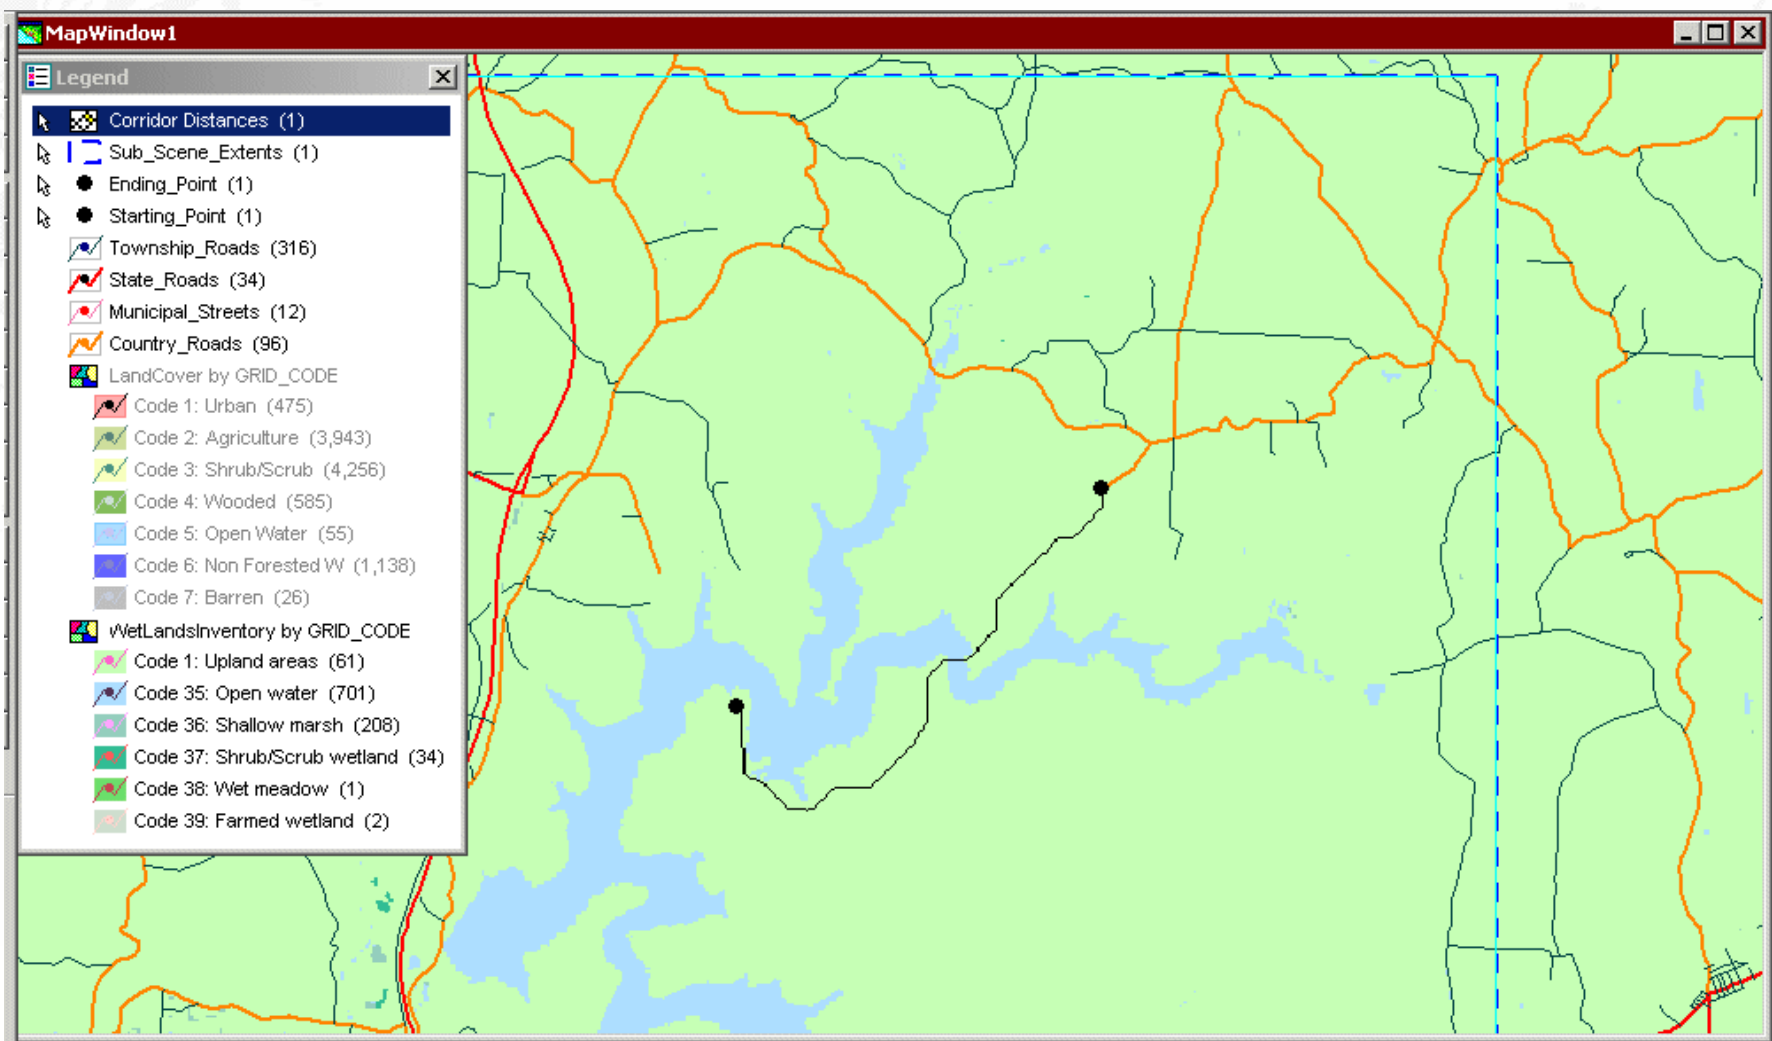 MapWindow1
Legend
Corridor Distances (1)
Sub_Scene_Extents (1)
Ending_Point (1)
Starting_Point (1)
Township_Roads (316)
State_Roads (34)
Municipal_Streets (12)
Country_Roads (96)
LandCover by GRID_CODE
Code 1: Urban (475)
Code 2: Agriculture (3,943)
Code 3: Shrub/Scrub (4,256)
Code 4: Wooded (585)
Code 5: Open Water (55)
Code 6: Non Forested W (1,138)
Code 7: Barren (26)
WetLandsInventory by GRID_CODE
Code 1: Upland areas (61)
Code 35: Open water (701)
Code 36: Shallow marsh (208)
Code 37: Shrub/Scrub wetland (34)
Code 38: Wet meadow (1)
Code 39: Farmed wetland (2)